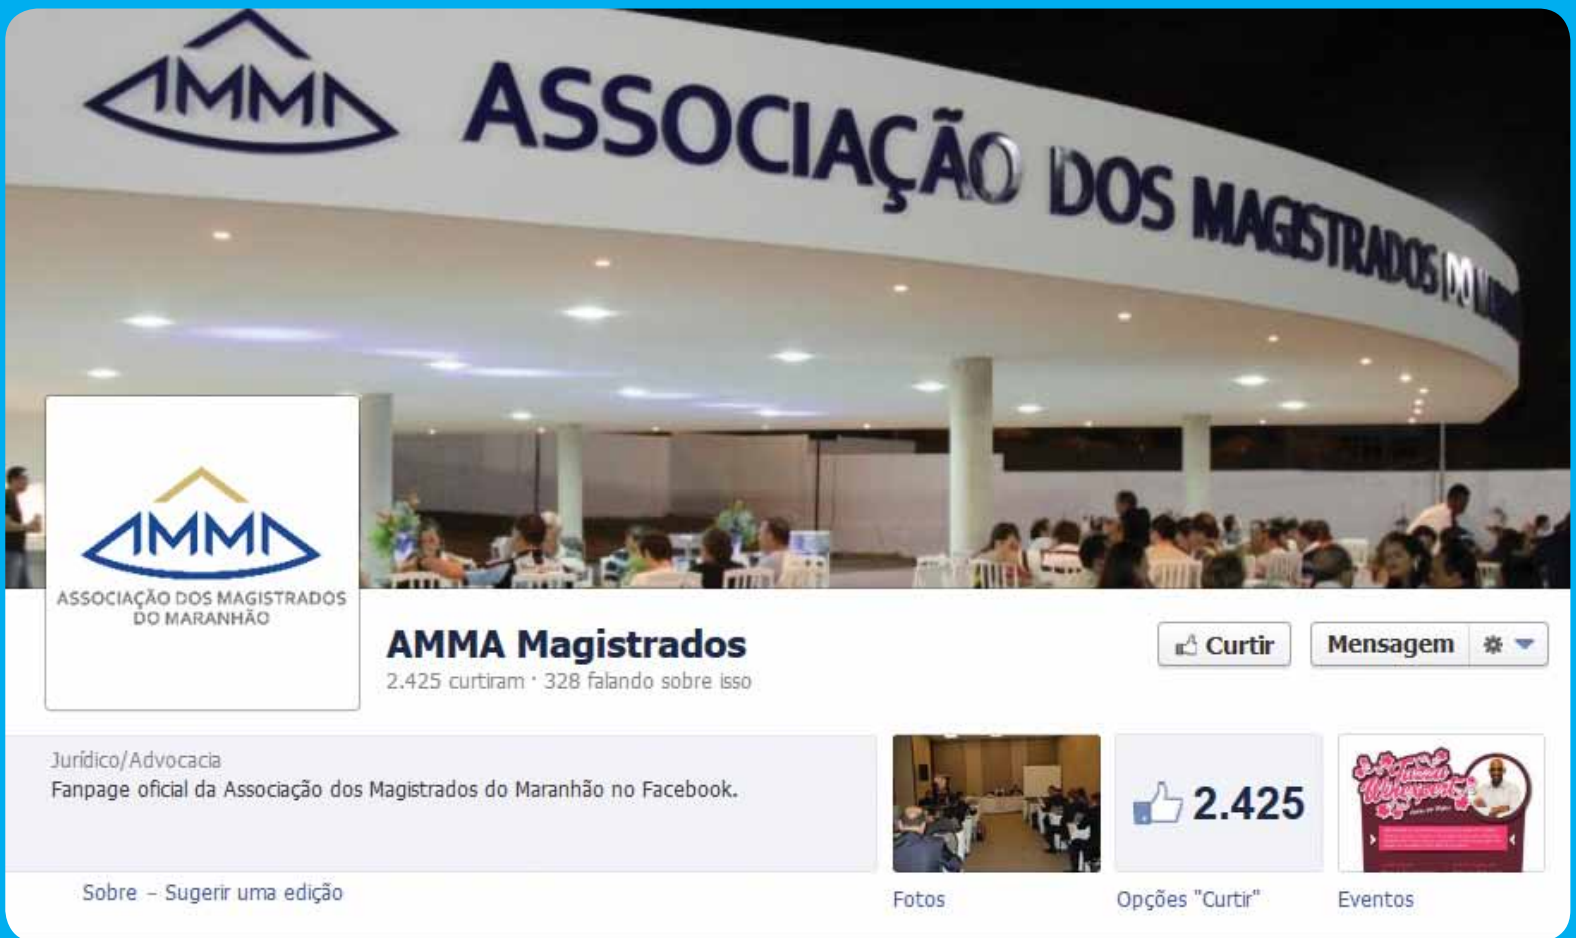 AMMA
ASSOCIAÇÃO DOS MAGISTRADOS DO
AMMA
ASSOCIAÇÃO DOS MAGISTRADOS
DO MARANHÃO
AMMA Magistrados
2.425 curtiram · 328 falando sobre isso
Curtir
Mensagem
Jurídico/Advocacia
Fanpage oficial da Associação dos Magistrados do Maranhão no Facebook.
Sobre – Sugerir uma edição
2.425
Fotos
Opções "Curtir"
Eventos